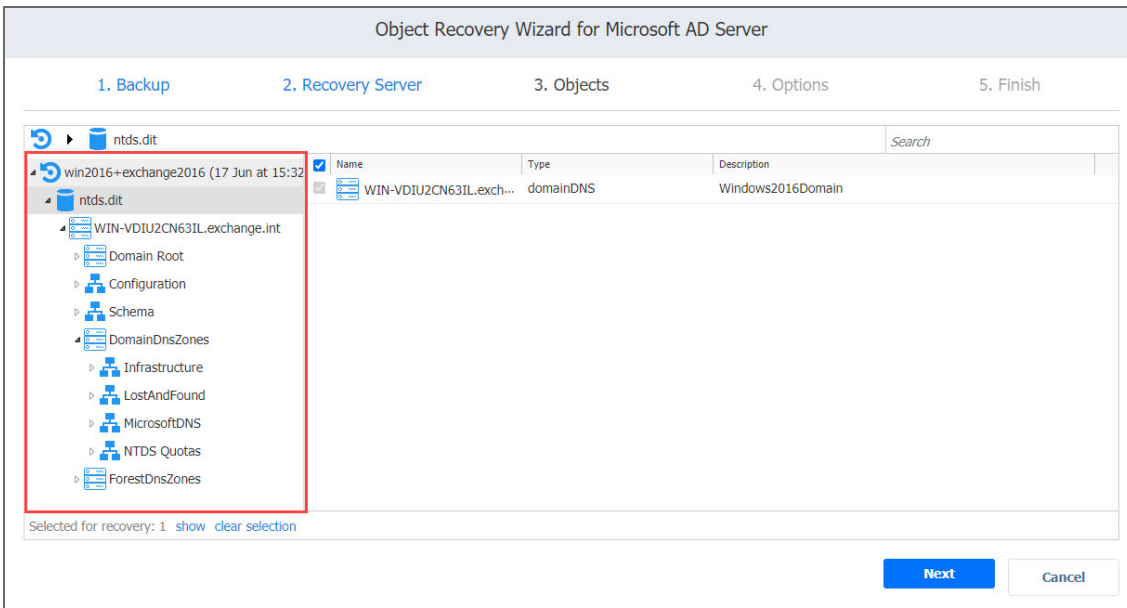 Object Recovery Wizard for Microsoft AD Server
1. Backup 2. Recovery Server 3. Objects 4. Options 5. Finish
ntds.dit Search
win2016+exchange2016 (17 Jun at 15:32
Name Type Description
ntds.dit
WIN-VDIU2CN63IL.exch... domainDNS Windows2016Domain
WIN-VDIU2CN63IL.exchange.int
Domain Root
Configuration
Schema
DomainDnsZones
Infrastructure
LostAndFound
MicrosoftDNS
NTDS Quotas
ForestDnsZones
Selected for recovery: 1 show clear selection
Next Cancel